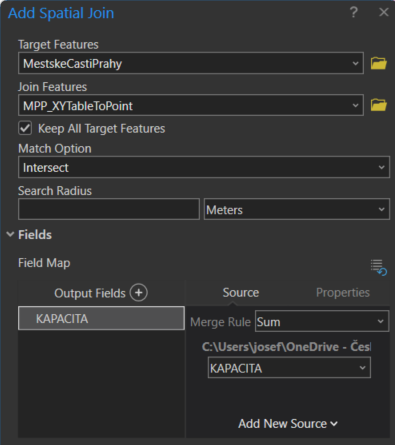 Add Spatial Join
Target Features
MestskeCastiPrahy
Join Features
MPP_XYTableToPoint
Keep All Target Features
Match Option
Intersect
Search Radius
Meters
Fields
Field Map
Output Fields
Source
Properties
KAPACITA
Merge Rule Sum
C:\Users\josef\OneDrive - Čes
KAPACITA
Add New Source